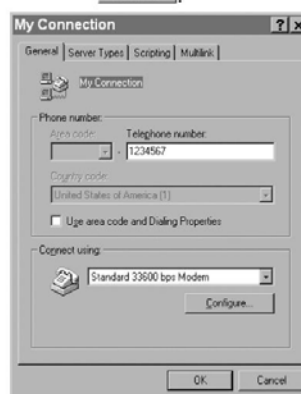 My Connection
General Server Types Scripting Multilink
My Connection
Phone number:
Area code: Telephone number:
- 1234567
Country code:
United States of America (1)
Use area code and Dialing Properties
Connect using:
Standard 33600 bps Modem
Configure...
OK Cancel